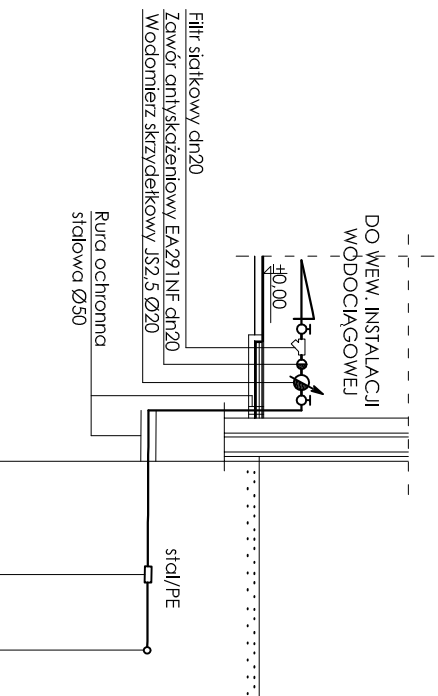 DO WEW. INSTALACJI
WODOCIĄGOWEJ
±0,00
Filtr siatkowy dn20
Zawór antyskażeniowy EA291NF dn20
Wodomierz skrzydełkowy JS2,5 Ø20
Rura ochronna
stalowa Ø50
stal/PE